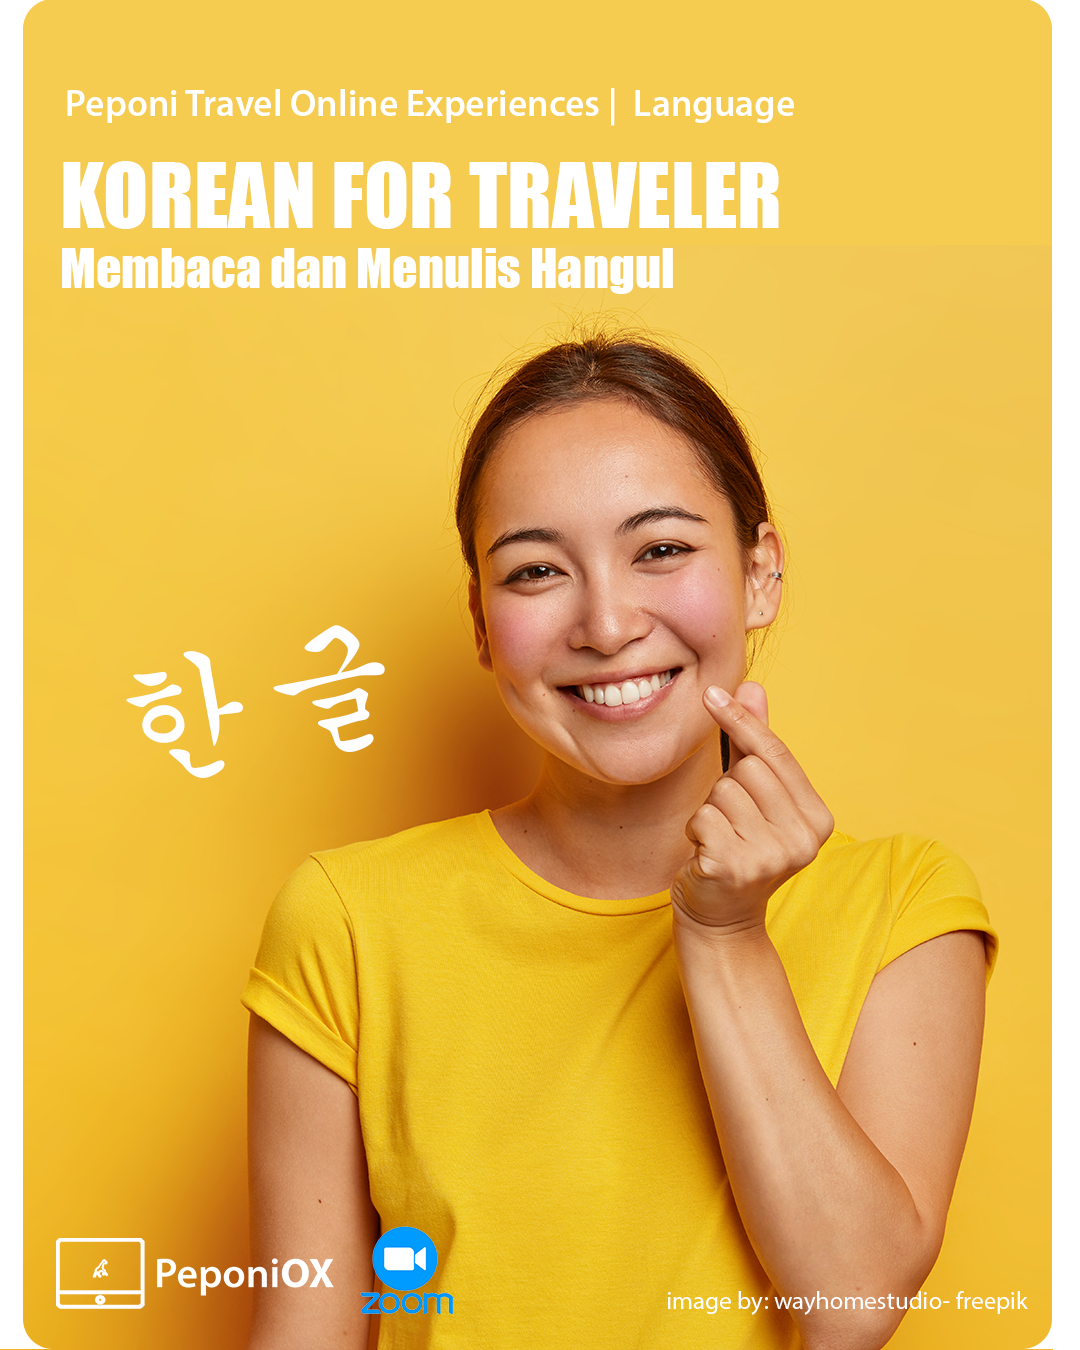 Peponi Travel Online Experiences | Language
KOREAN FOR TRAVELER
Membaca dan Menulis Hangul
한글
PeponiOX
zoom
image by: wayhomestudio- freepik